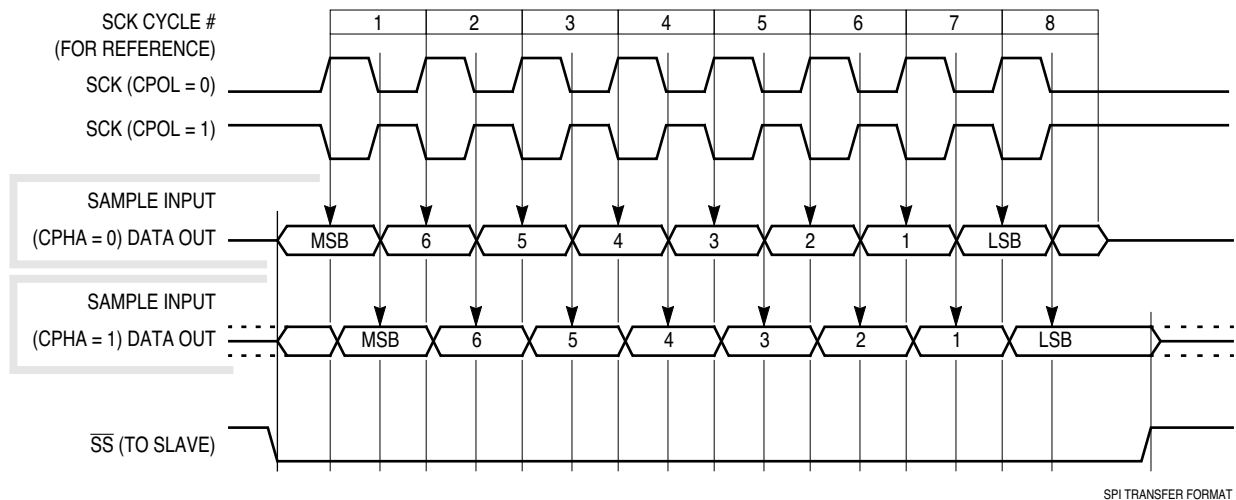 SCK CYCLE #
(FOR REFERENCE)
1 2 3 4 5 6 7 8
SCK (CPOL = 0)
SCK (CPOL = 1)
SAMPLE INPUT
(CPHA = 0) DATA OUT
MSB 6 5 4 3 2 1 LSB
SAMPLE INPUT
(CPHA = 1) DATA OUT
MSB 6 5 4 3 2 1 LSB
S̅S̅ (TO SLAVE)
SPI TRANSFER FORMAT